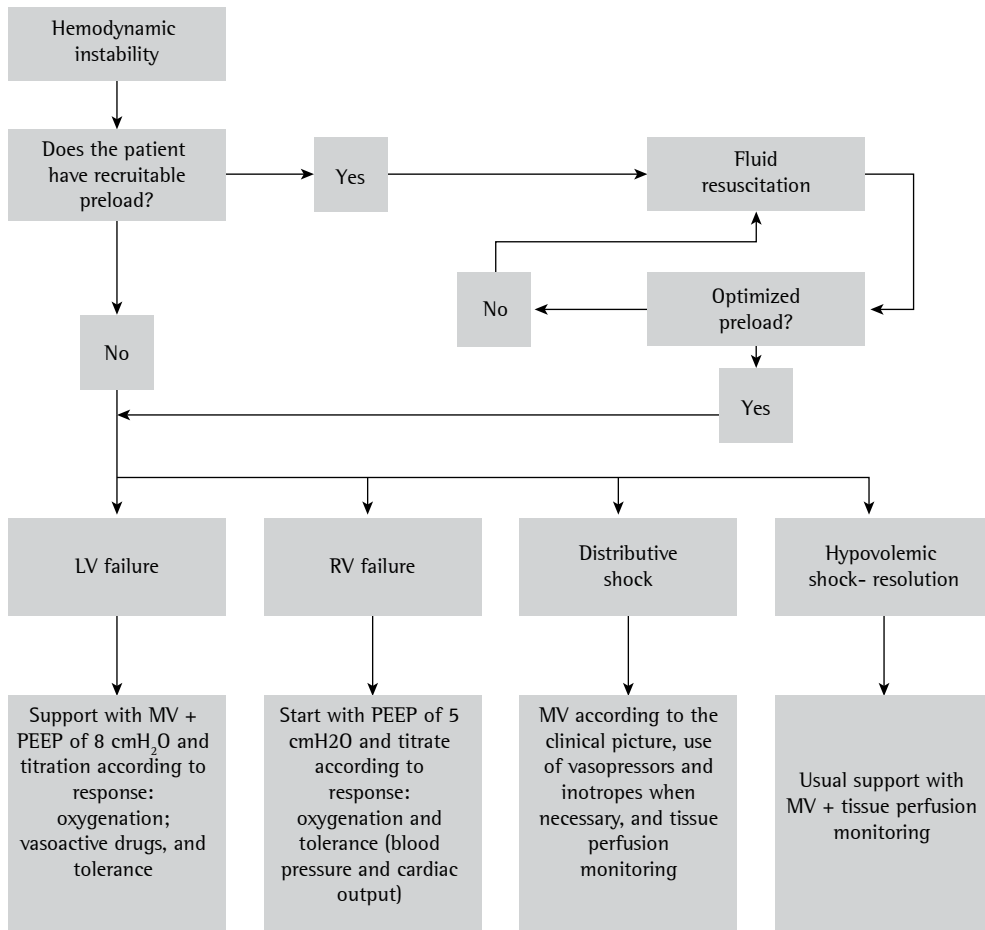 Hemodynamic
instability
Does the patient
have recruitable
preload?
Yes
Fluid
resuscitation
No
Optimized
preload?
No
Yes
LV failure
RV failure
Distributive
shock
Hypovolemic
shock- resolution
Support with MV +
PEEP of 8 cmH₂O and
titration according to
response:
oxygenation;
vasoactive drugs, and
tolerance
Start with PEEP of 5
cmH2O and titrate
according to
response:
oxygenation and
tolerance (blood
pressure and cardiac
output)
MV according to the
clinical picture, use
of vasopressors and
inotropes when
necessary, and tissue
perfusion
monitoring
Usual support with
MV + tissue perfusion
monitoring